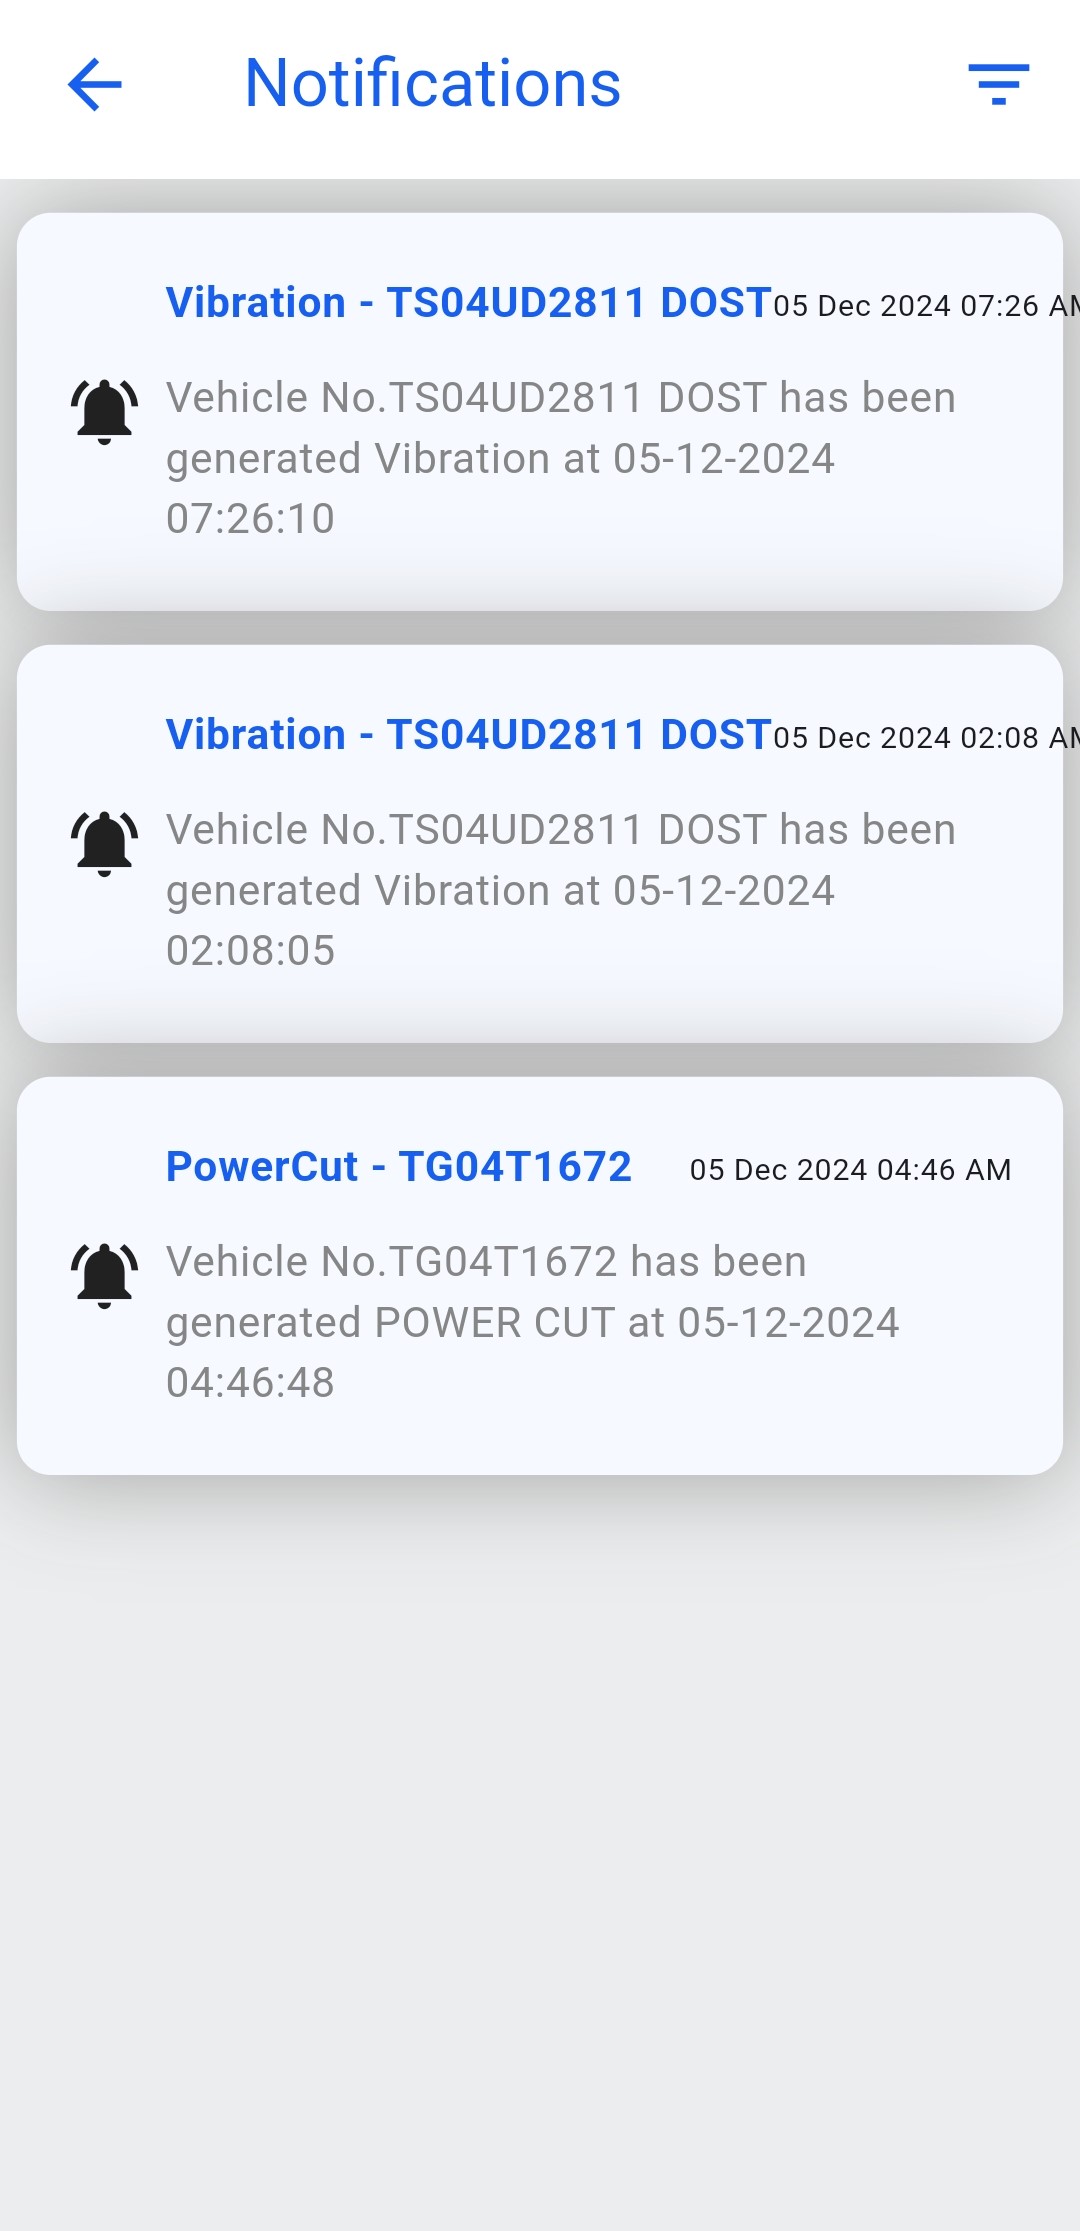 Notifications
Vibration - TS04UD2811 DOST 05 Dec 2024 07:26 AM
Vehicle No.TS04UD2811 DOST has been
generated Vibration at 05-12-2024
07:26:10
Vibration - TS04UD2811 DOST 05 Dec 2024 02:08 AM
Vehicle No.TS04UD2811 DOST has been
generated Vibration at 05-12-2024
02:08:05
PowerCut - TG04T1672 05 Dec 2024 04:46 AM
Vehicle No.TG04T1672 has been
generated POWER CUT at 05-12-2024
04:46:48